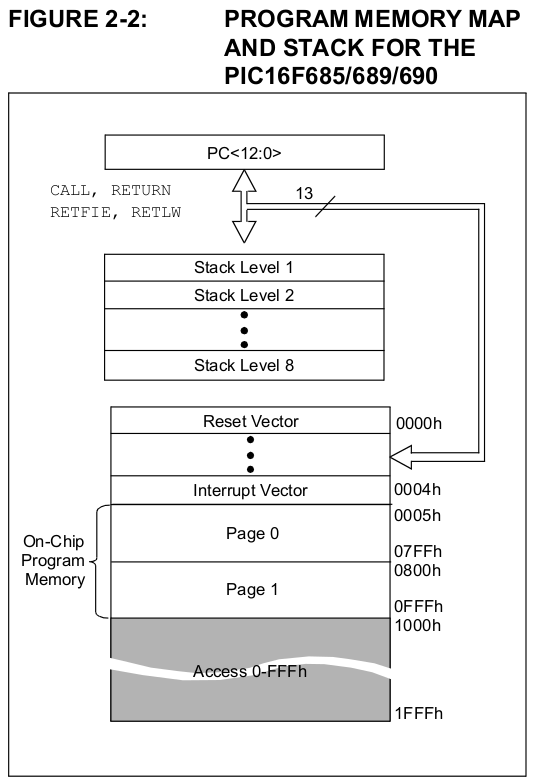 FIGURE 2-2: PROGRAM MEMORY MAP
AND STACK FOR THE
PIC16F685/689/690
PC<12:0>
CALL, RETURN
RETFIE, RETLW
13
Stack Level 1
Stack Level 2
Stack Level 8
Reset Vector
0000h
Interrupt Vector
0004h
0005h
Page 0
07FFh
On-Chip
Program
Memory
0800h
Page 1
0FFFh
1000h
Access 0-FFFh
1FFFh